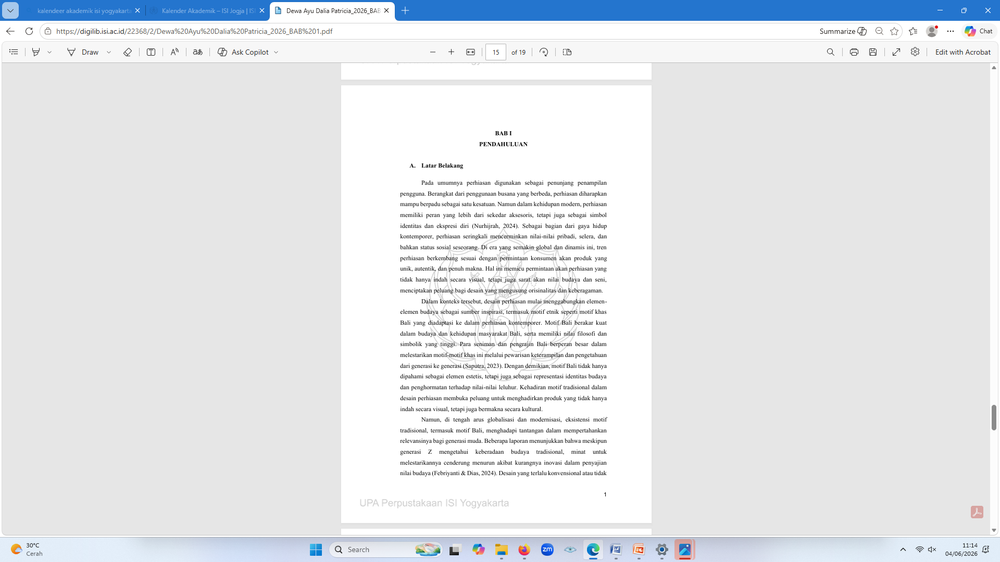 kalendeer akademik isi yogyakarta
Kalender Akademik – ISI Jogja | ISI
Dewa Ayu Dalia Patricia_2026_BAB
https://digilib.isi.ac.id/22368/2/Dewa%20Ayu%20Dalia%20Patricia_2026_BAB%201.pdf
Summarize
Chat
Draw
Ask Copilot
15 of 19
Edit with Acrobat
BAB I
PENDAHULUAN
A. Latar Belakang
Pada umumnya perhiasan digunakan sebagai penunjang penampilan
pengguna. Berangkat dari penggunaan busana yang berbeda, perhiasan diharapkan
mampu berpadu sebagai satu kesatuan. Namun dalam kehidupan modern, perhiasan
memiliki peran yang lebih dari sekedar aksesoris, tetapi juga sebagai simbol
identitas dan ekspresi diri (Nurhijrah, 2024). Sebagai bagian dari gaya hidup
kontemporer, perhiasan seringkali mencerminkan nilai-nilai pribadi, selera, dan
bahkan status sosial seseorang. Di era yang semakin global dan dinamis ini, tren
perhiasan berkembang sesuai dengan permintaan konsumen akan produk yang
unik, autentik, dan penuh makna. Hal ini memicu permintaan akan perhiasan yang
tidak hanya indah secara visual, tetapi juga sarat akan nilai budaya dan seni,
menciptakan peluang bagi desain yang mengusung orisinalitas dan keberagaman.
Dalam konteks tersebut, desain perhiasan mulai menggabungkan elemen-
elemen budaya sebagai sumber inspirasi, termasuk motif etnik seperti motif khas
Bali yang diadaptasi ke dalam perhiasan kontemporer. Motif Bali berakar kuat
dalam budaya dan kehidupan masyarakat Bali, serta memiliki nilai filosofi dan
simbolik yang tinggi. Para seniman dan pengrajin Bali berperan besar dalam
melestarikan motif-motif khas ini melalui pewarisan keterampilan dan pengetahuan
dari generasi ke generasi (Saputra, 2023). Dengan demikian, motif Bali tidak hanya
dipahami sebagai elemen estetis, tetapi juga sebagai representasi identitas budaya
dan penghormatan terhadap nilai-nilai leluhur. Kehadiran motif tradisional dalam
desain perhiasan membuka peluang untuk menghadirkan produk yang tidak hanya
indah secara visual, tetapi juga bermakna secara kultural.
Namun, di tengah arus globalisasi dan modernisasi, eksistensi motif
tradisional, termasuk motif Bali, menghadapi tantangan dalam mempertahankan
relevansinya bagi generasi muda. Beberapa laporan menunjukkan bahwa meskipun
generasi Z mengetahui keberadaan budaya tradisional, minat untuk
melestarikannya cenderung menurun akibat kurangnya inovasi dalam penyajian
nilai budaya (Febriyanti & Dias, 2024). Desain yang terlalu konvensional atau tidak
1
UPA Perpustakaan ISI Yogyakarta
30°C
Cerah
Search
zm
11:14
04/06/2026